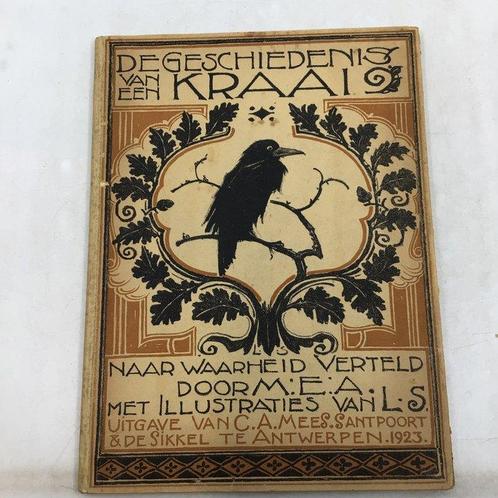 DE GESCHIEDENIS
VAN EEN KRAAI
L S
NAAR WAARHEID VERTELD
DOOR M:E:A.
MET ILLUSTRATIES VAN L.S.
UITGAVE VAN C.A.MEES.SANTPOORT
& DE SIKKEL TE ANTWERPEN.1923.